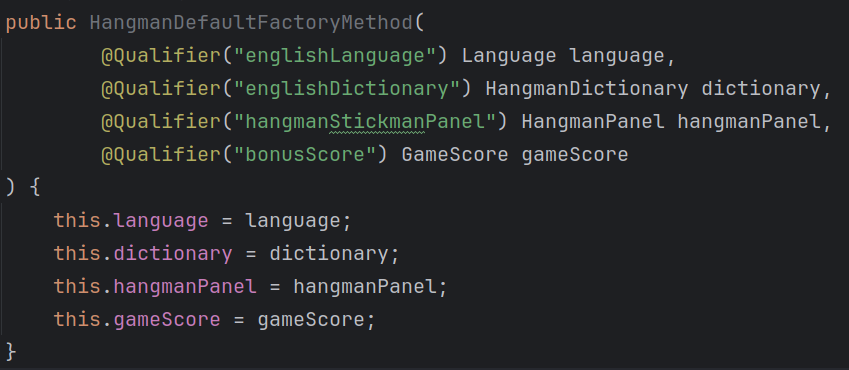 public HangmanDefaultFactoryMethod(
@Qualifier("englishLanguage") Language language,
@Qualifier("englishDictionary") HangmanDictionary dictionary,
@Qualifier("hangmanStickmanPanel") HangmanPanel hangmanPanel,
@Qualifier("bonusScore") GameScore gameScore
) {
this.language = language;
this.dictionary = dictionary;
this.hangmanPanel = hangmanPanel;
this.gameScore = gameScore;
}